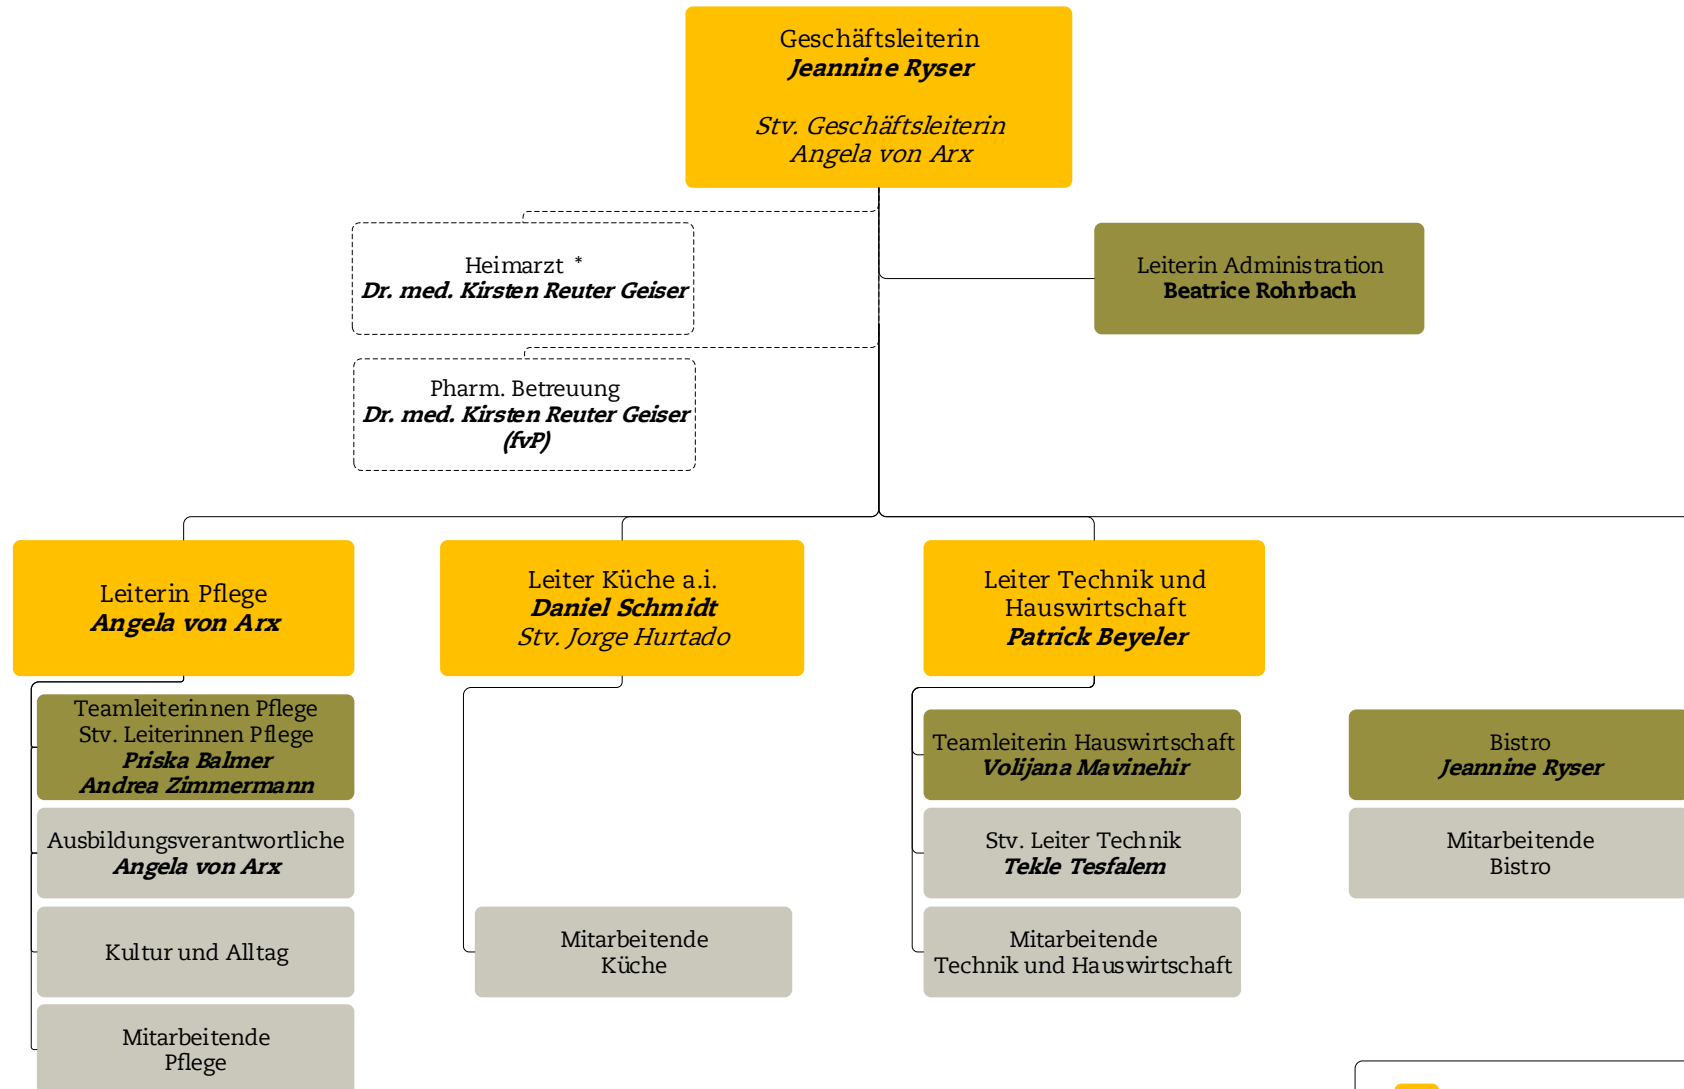 Geschäftsleiterin
Jeannine Ryser
Stv. Geschäftsleiterin
Angela von Arx
Heimarzt *
Dr. med. Kirsten Reuter Geiser
Leiterin Administration
Beatrice Rohrbach
Pharm. Betreuung
Dr. med. Kirsten Reuter Geiser
(fvP)
Leiterin Pflege
Angela von Arx
Leiter Küche a.i.
Daniel Schmidt
Stv. Jorge Hurtado
Leiter Technik und
Hauswirtschaft
Patrick Beyeler
Teamleiterinnen Pflege
Stv. Leiterinnen Pflege
Priska Balmer
Andrea Zimmermann
Teamleiterin Hauswirtschaft
Volijana Mavinehir
Bistro
Jeannine Ryser
Ausbildungsverantwortliche
Angela von Arx
Stv. Leiter Technik
Tekle Tesfalem
Mitarbeitende
Bistro
Kultur und Alltag
Mitarbeitende
Küche
Mitarbeitende
Technik und Hauswirtschaft
Mitarbeitende
Pflege